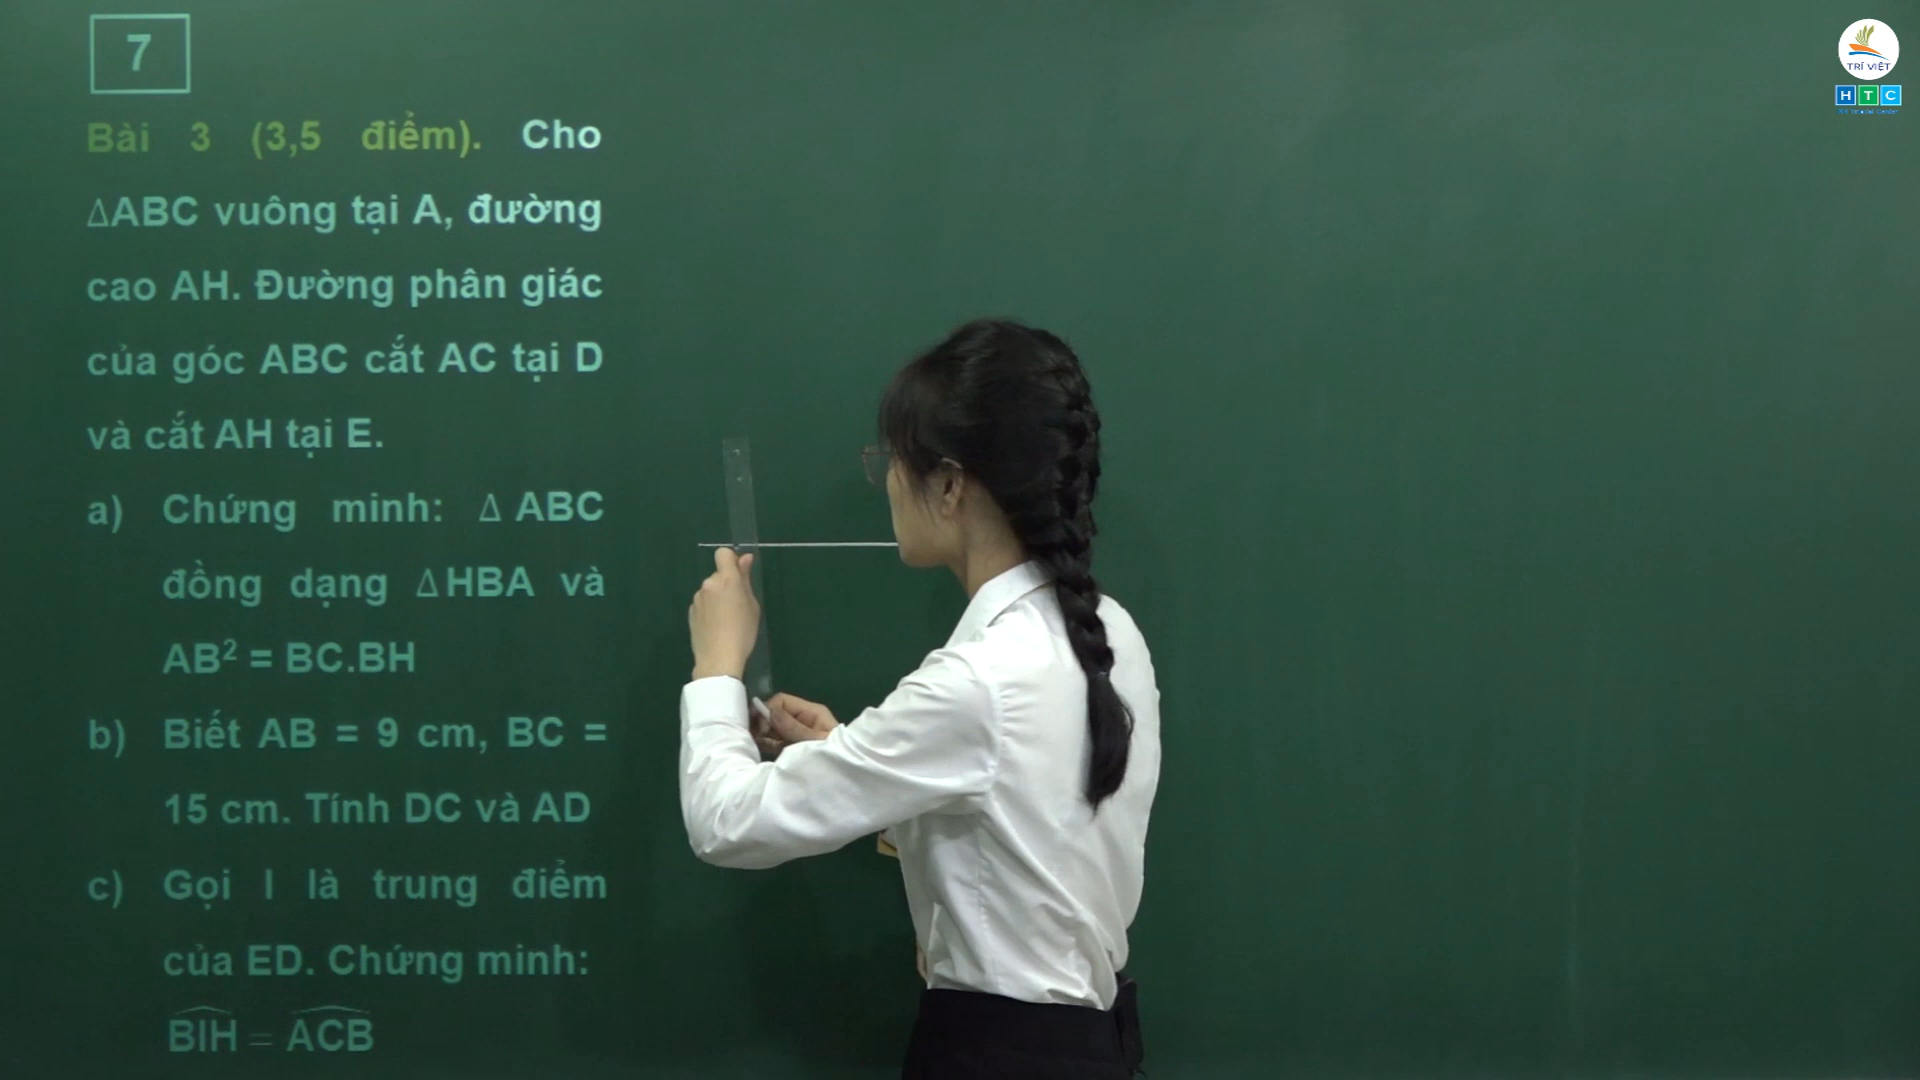 7
TRÍ VIỆT
HTC
Bài 3 (3,5 điểm). Cho
ΔABC vuông tại A, đường
cao AH. Đường phân giác
của góc ABC cắt AC tại D
và cắt AH tại E.
a) Chứng minh: Δ ABC
đồng dạng ΔHBA và
AB² = BC.BH
b) Biết AB = 9 cm, BC =
15 cm. Tính DC và AD
c) Gọi I là trung điểm
của ED. Chứng minh:
\widehat{BIH} = \widehat{ACB}